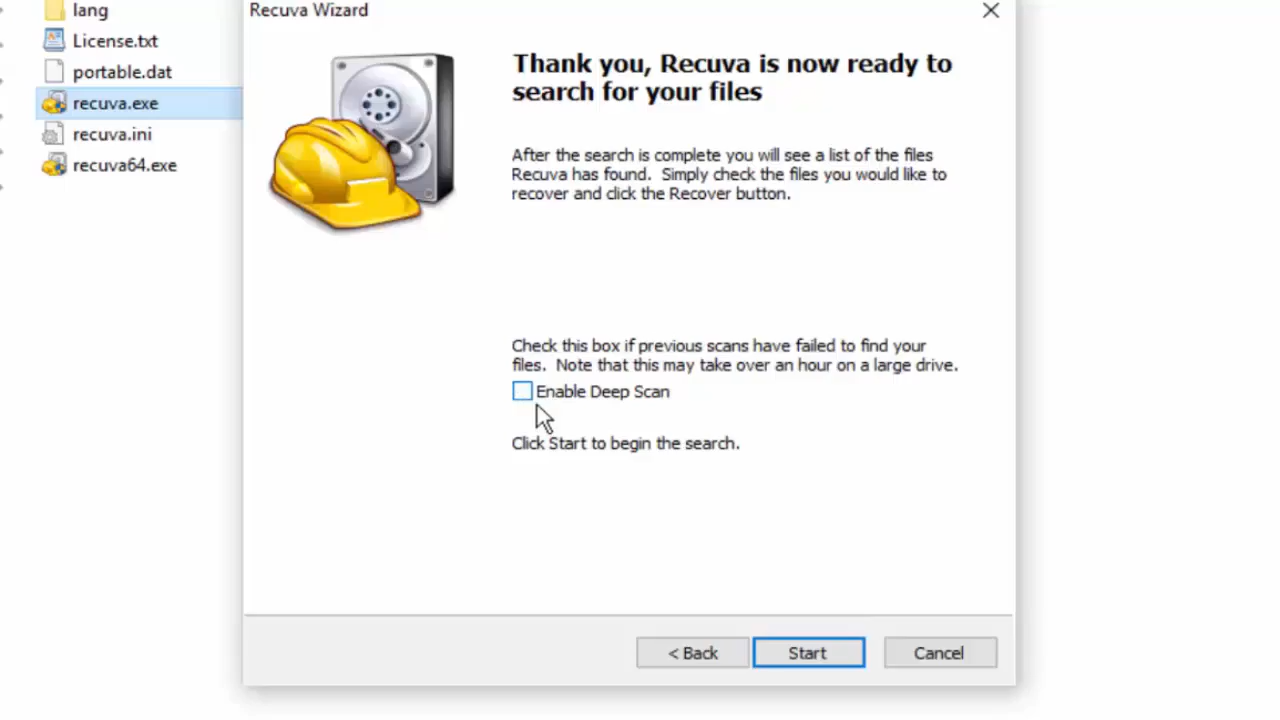 lang
License.txt
portable.dat
recuva.exe
recuva.ini
recuva64.exe
Recuva Wizard
Thank you, Recuva is now ready to
search for your files
After the search is complete you will see a list of the files
Recuva has found.  Simply check the files you would like to
recover and click the Recover button.
Check this box if previous scans have failed to find your
files.  Note that this may take over an hour on a large drive.
Enable Deep Scan
Click Start to begin the search.
< Back
Start
Cancel